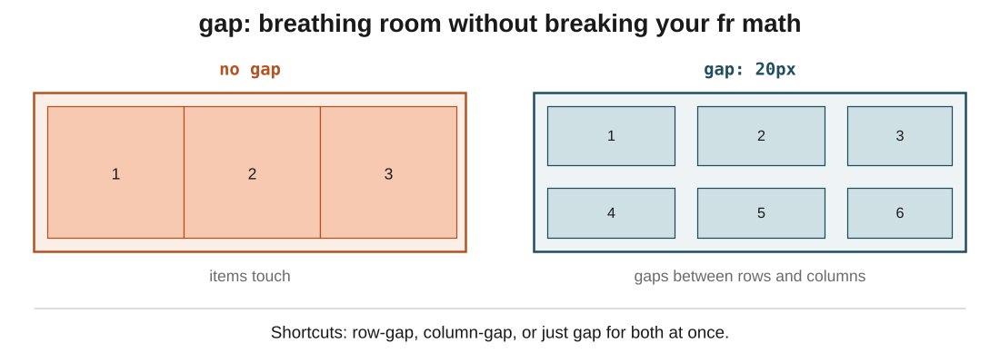 gap: breathing room without breaking your fr math
no gap
1 2 3
items touch
gap: 20px
1 2 3
4 5 6
gaps between rows and columns
Shortcuts: row-gap, column-gap, or just gap for both at once.